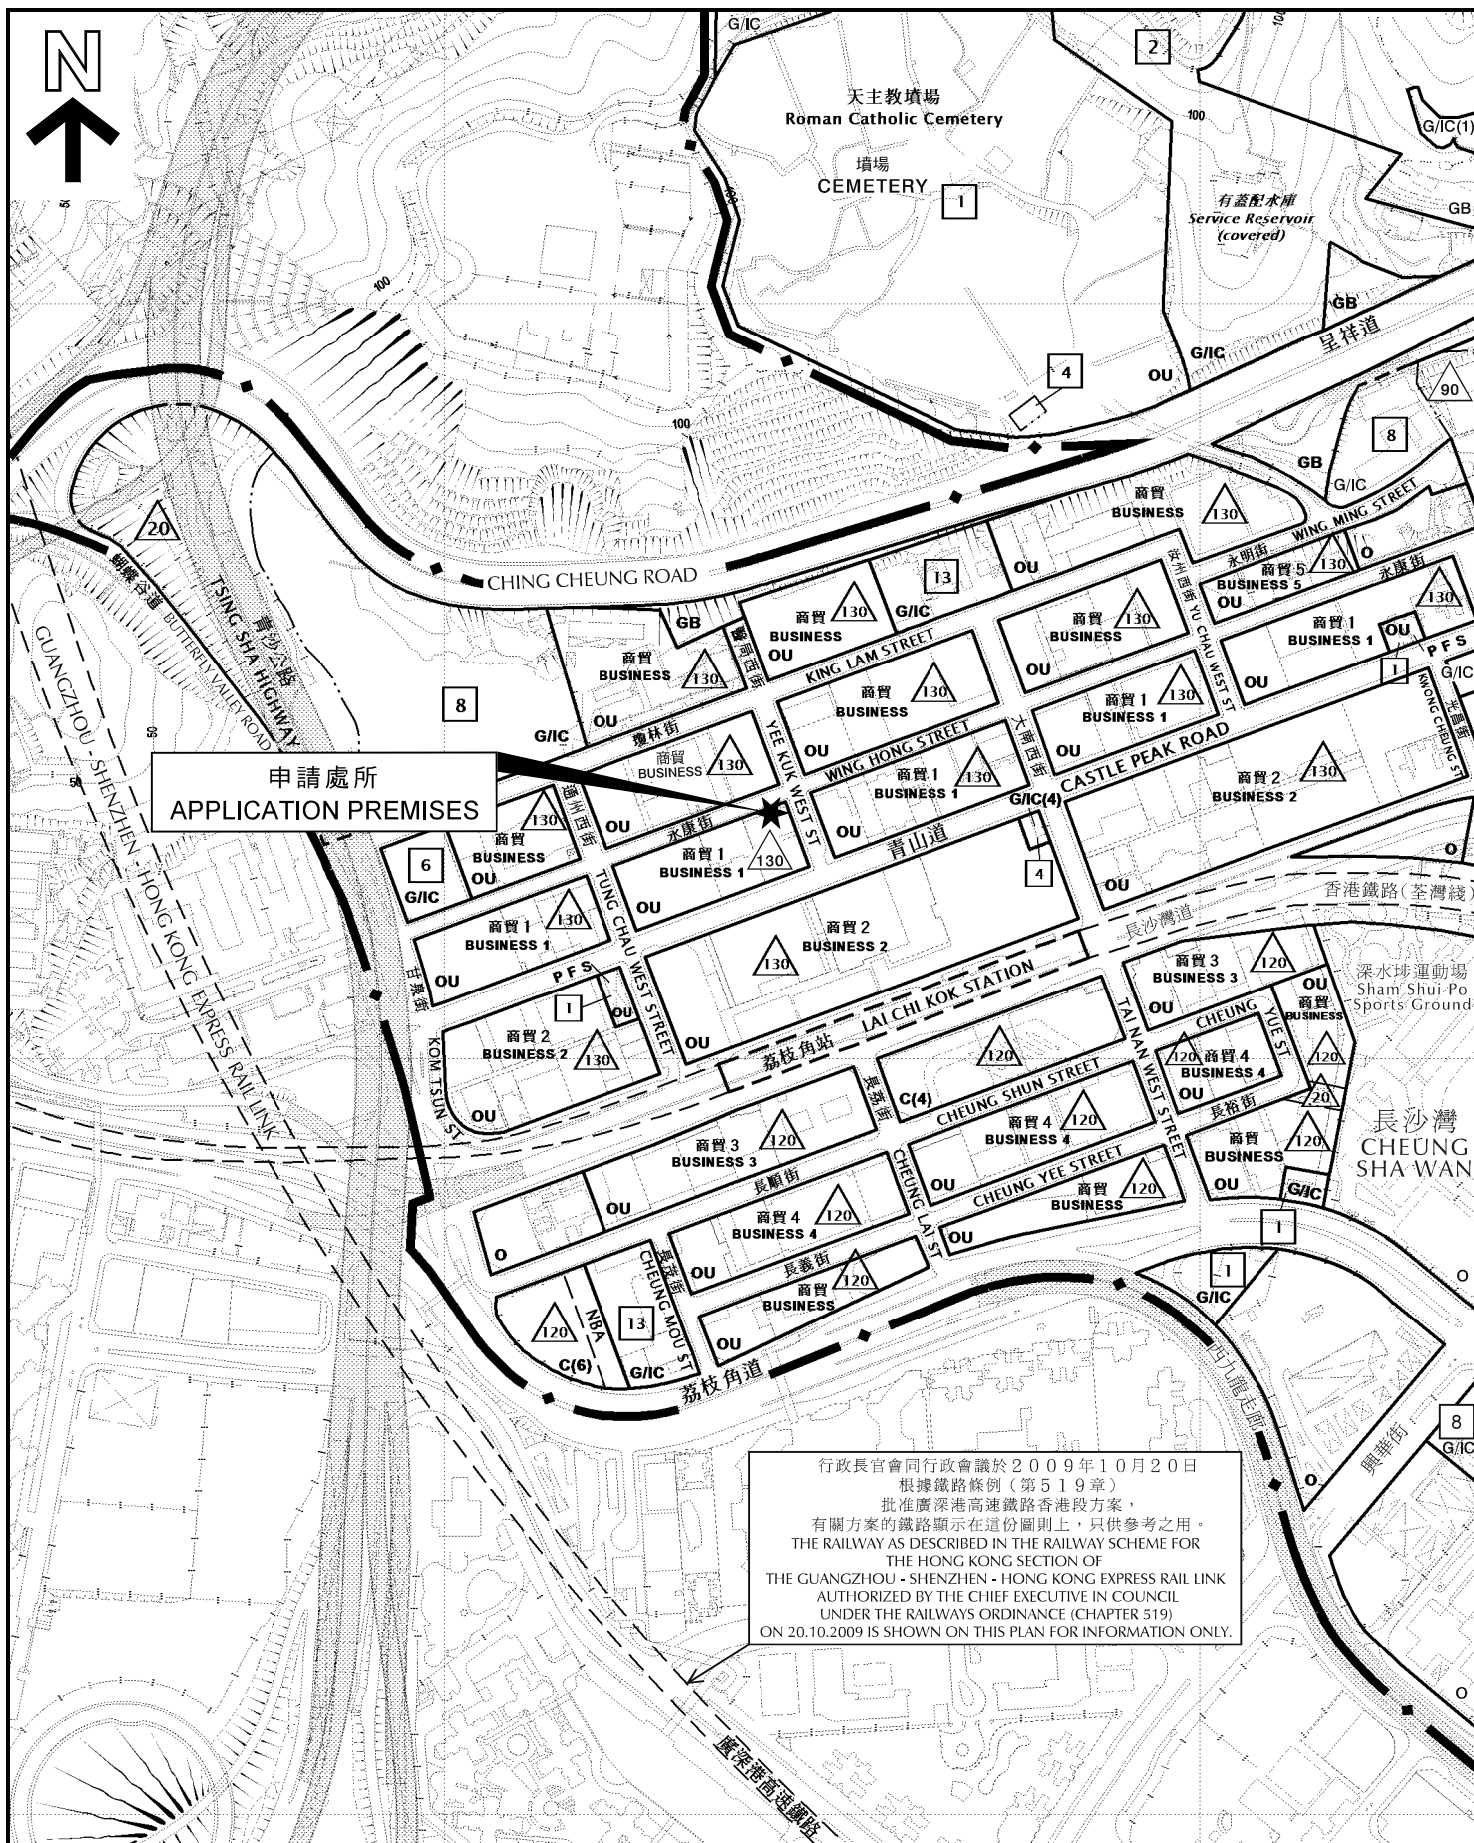 N
G/IC
2
100
天主教墳場
Roman Catholic Cemetery
G/IC(1)
墳場
CEMETERY
1
100
有蓋配水庫
Service Reservoir
(covered)
GB
100
100
GB
呈祥道
G/IC
OU
4
90
8
GB
G/IC
100
20
蝴蝶谷道
BUTTERFLY VALLEY ROAD
TSING SHA HIGHWAY
青沙公路
GUANGZHOU - SHENZHEN - HONG KONG EXPRESS RAIL LINK
50
50
CHING CHEUNG ROAD
商貿
BUSINESS
130
WING MING STREET
永明街
商貿 5
BUSINESS 5
130
OU
O
永康街
130
13
G/IC
OU
商貿
BUSINESS
130
OU
GB
醫局西街
商貿
BUSINESS
130
OU
KING LAM STREET
商貿
BUSINESS
130
OU
商貿
BUSINESS
130
OU
YU CHAU WEST ST
商貿 1
BUSINESS 1
OU
OU
PFS
1
G/IC
8
G/IC
瓊林街
商貿
BUSINESS
130
OU
YEE KUK WEST ST
WING HONG STREET
大南西街
商貿 1
BUSINESS 1
130
OU
CASTLE PEAK ROAD
KWONG CHEUNG ST
光昌街
申請處所
APPLICATION PREMISES
通州西街
永康街
商貿 1
BUSINESS 1
130
OU
G/IC(4)
4
青山道
商貿 2
BUSINESS 2
130
OU
O
6
G/IC
商貿
BUSINESS
130
OU
商貿 1
BUSINESS 1
130
OU
香港鐵路(荃灣綫)
長沙灣道
商貿 1
BUSINESS 1
130
OU
TUNG CHAU WEST STREET
商貿 2
BUSINESS 2
130
OU
甘泉街
KOM TSUN ST
PFS
1
OU
商貿 2
BUSINESS 2
130
OU
LAI CHI KOK STATION
荔枝角站
商貿 3
BUSINESS 3
120
OU
深水埗運動場
Sham Shui Po
Sports Ground
OU
商貿
BUSINESS
120
CHEUNG YUE ST
TAI NAN WEST STREET
120
商貿 4
BUSINESS 4
OU
120
長裕街
長沙灣
CHEUNG
SHA WAN
商貿
BUSINESS
120
OU
G/IC
1
120
C(4)
長荔街
CHEUNG SHUN STREET
商貿 4
BUSINESS 4
120
OU
商貿 3
BUSINESS 3
120
OU
長順街
CHEUNG YEE STREET
商貿
BUSINESS
120
OU
CHEUNG LAI ST
商貿 4
BUSINESS 4
120
OU
O
長茂街
CHEUNG MOU ST
長義街
商貿
BUSINESS
120
OU
120
C(6)
NBA
13
G/IC
荔枝角道
1
G/IC
O
西九龍走廊
8
G/IC
興華街
O
O
行政長官會同行政會議於2009年10月20日
根據鐵路條例(第519章)
批准廣深港高速鐵路香港段方案，
有關方案的鐵路顯示在這份圖則上，只供參考之用。
THE RAILWAY AS DESCRIBED IN THE RAILWAY SCHEME FOR
THE HONG KONG SECTION OF
THE GUANGZHOU - SHENZHEN - HONG KONG EXPRESS RAIL LINK
AUTHORIZED BY THE CHIEF EXECUTIVE IN COUNCIL
UNDER THE RAILWAYS ORDINANCE (CHAPTER 519)
ON 20.10.2009 IS SHOWN ON THIS PLAN FOR INFORMATION ONLY.
廣深港高速鐵路